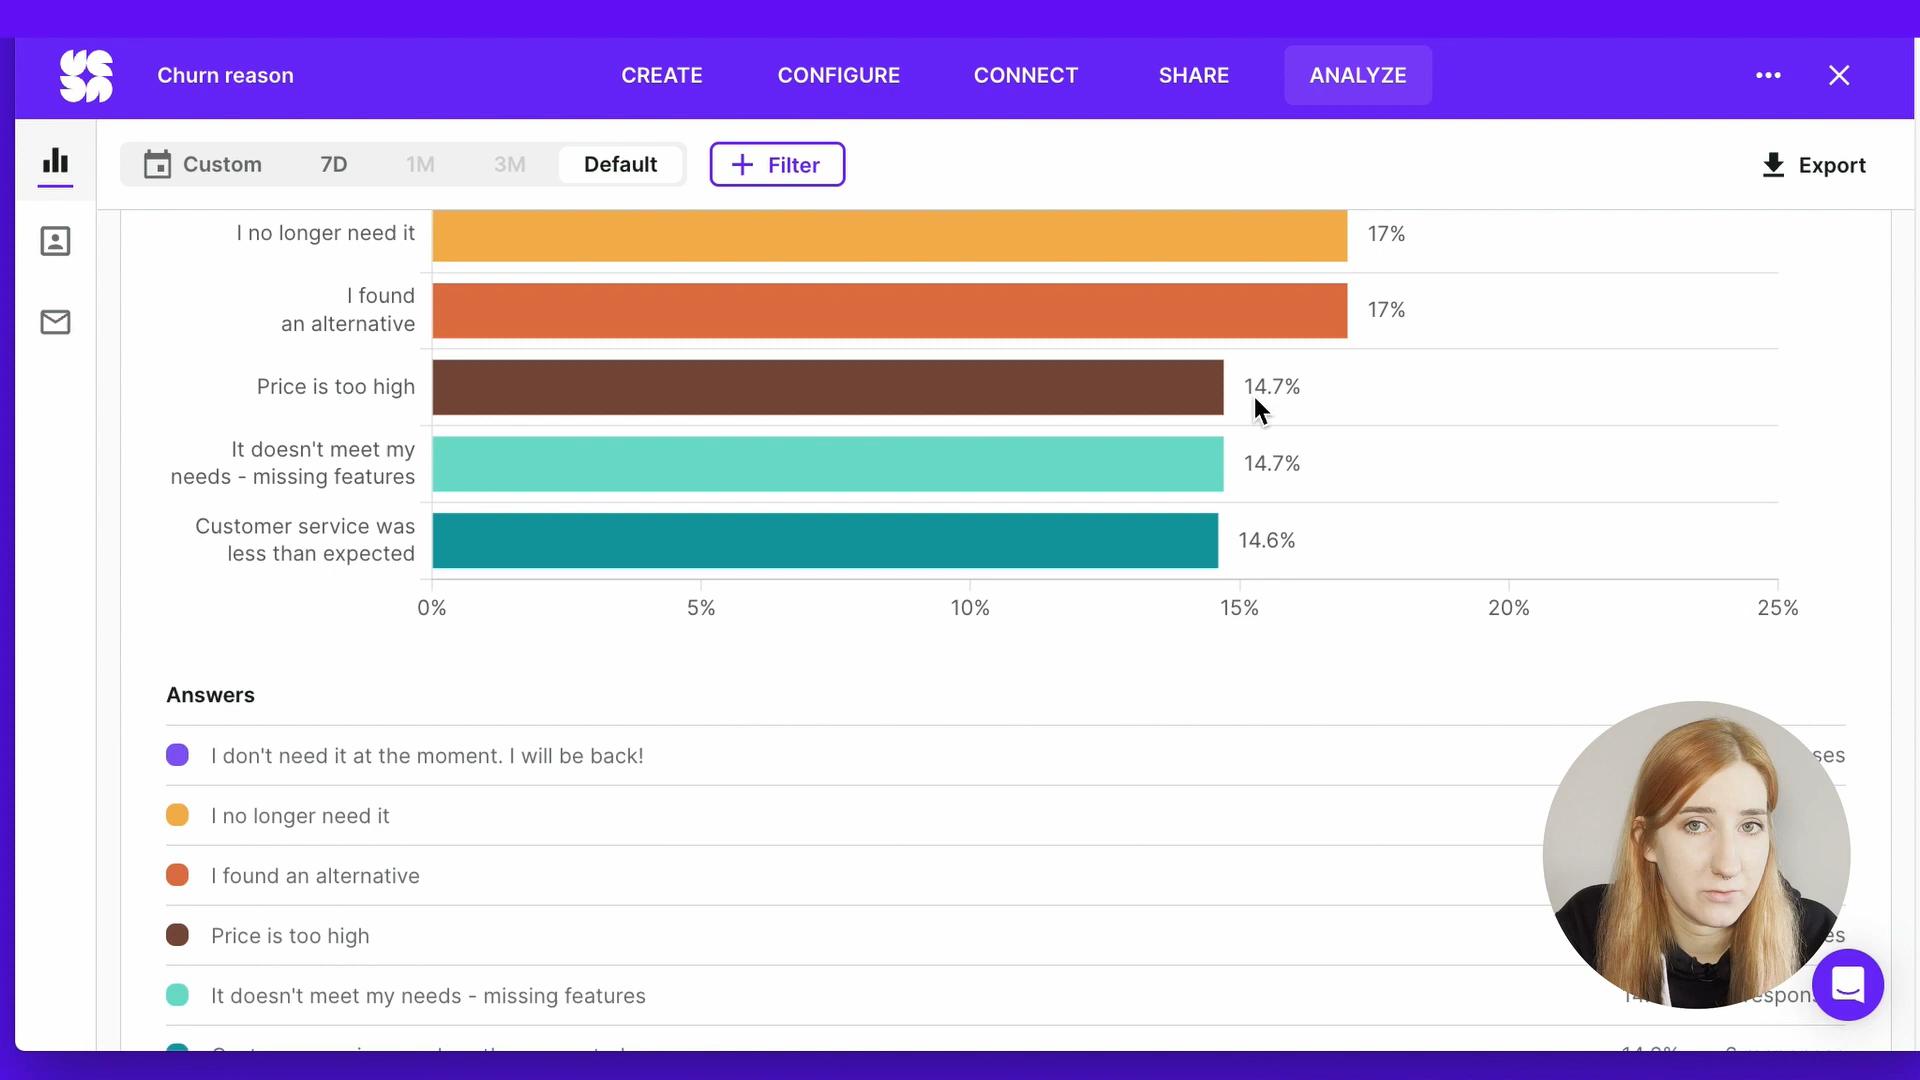 Churn reason
CREATE
CONFIGURE
CONNECT
SHARE
ANALYZE
Custom
7D
1M
3M
Default
+ Filter
Export
I no longer need it
17%
I found
an alternative
17%
Price is too high
14.7%
It doesn't meet my
needs - missing features
14.7%
Customer service was
less than expected
14.6%
0%
5%
10%
15%
20%
25%
Answers
I don't need it at the moment. I will be back!
I no longer need it
I found an alternative
Price is too high
It doesn't meet my needs - missing features